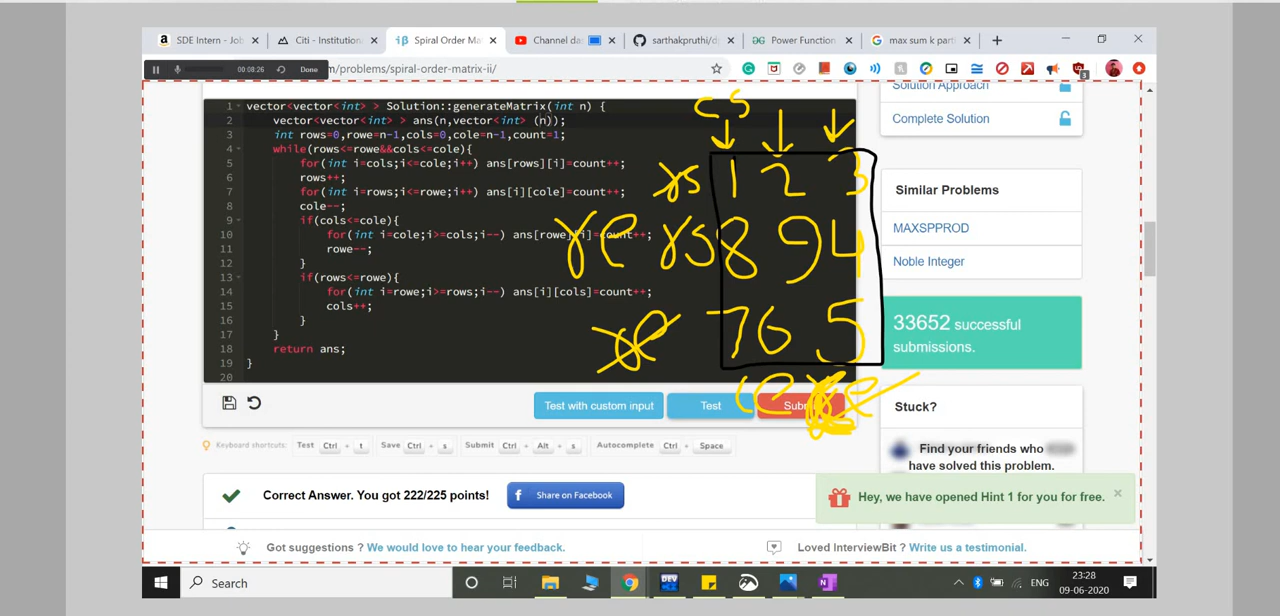 SDE Intern - Job
Citi - Institution
Spiral Order Ma
Channel das
sarthakpruthi/d
Power Function
max sum k part
00:08:26 Done
m/problems/spiral-order-matrix-ii/
1 vector<vector<int> > Solution::generateMatrix(int n) {
2 vector<vector<int> > ans(n,vector<int> (n));
3 int rows=0,rowe=n-1,cols=0,cole=n-1,count=1;
4 while(rows<=rowe&&cols<=cole){
5 for(int i=cols;i<=cole;i++) ans[rows][i]=count++;
6 rows++;
7 for(int i=rows;i<=rowe;i++) ans[i][cole]=count++;
8 cole--;
9 if(cols<=cole){
10 for(int i=cole;i>=cols;i--) ans[rowe][i]=count++;
11 rowe--;
12 }
13 if(rows<=rowe){
14 for(int i=rowe;i>=rows;i--) ans[i][cols]=count++;
15 cols++;
16 }
17 }
18 return ans;
19 }
20
cs
rs 1 2 3
re rs 8 9 4
re 7 6 5
ce
Solution Approach
Complete Solution
Similar Problems
MAXSPPROD
Noble Integer
33652 successful
submissions.
Stuck?
Find your friends who
have solved this problem.
Test with custom input
Test
Keyboard shortcuts: Test Ctrl + t Save Ctrl + s Submit Ctrl + Alt + s Autocomplete Ctrl + Space
Correct Answer. You got 222/225 points!
Share on Facebook
Hey, we have opened Hint 1 for you for free.
Got suggestions ? We would love to hear your feedback.
Loved InterviewBit ? Write us a testimonial.
Search
ENG
23:28
09-06-2020